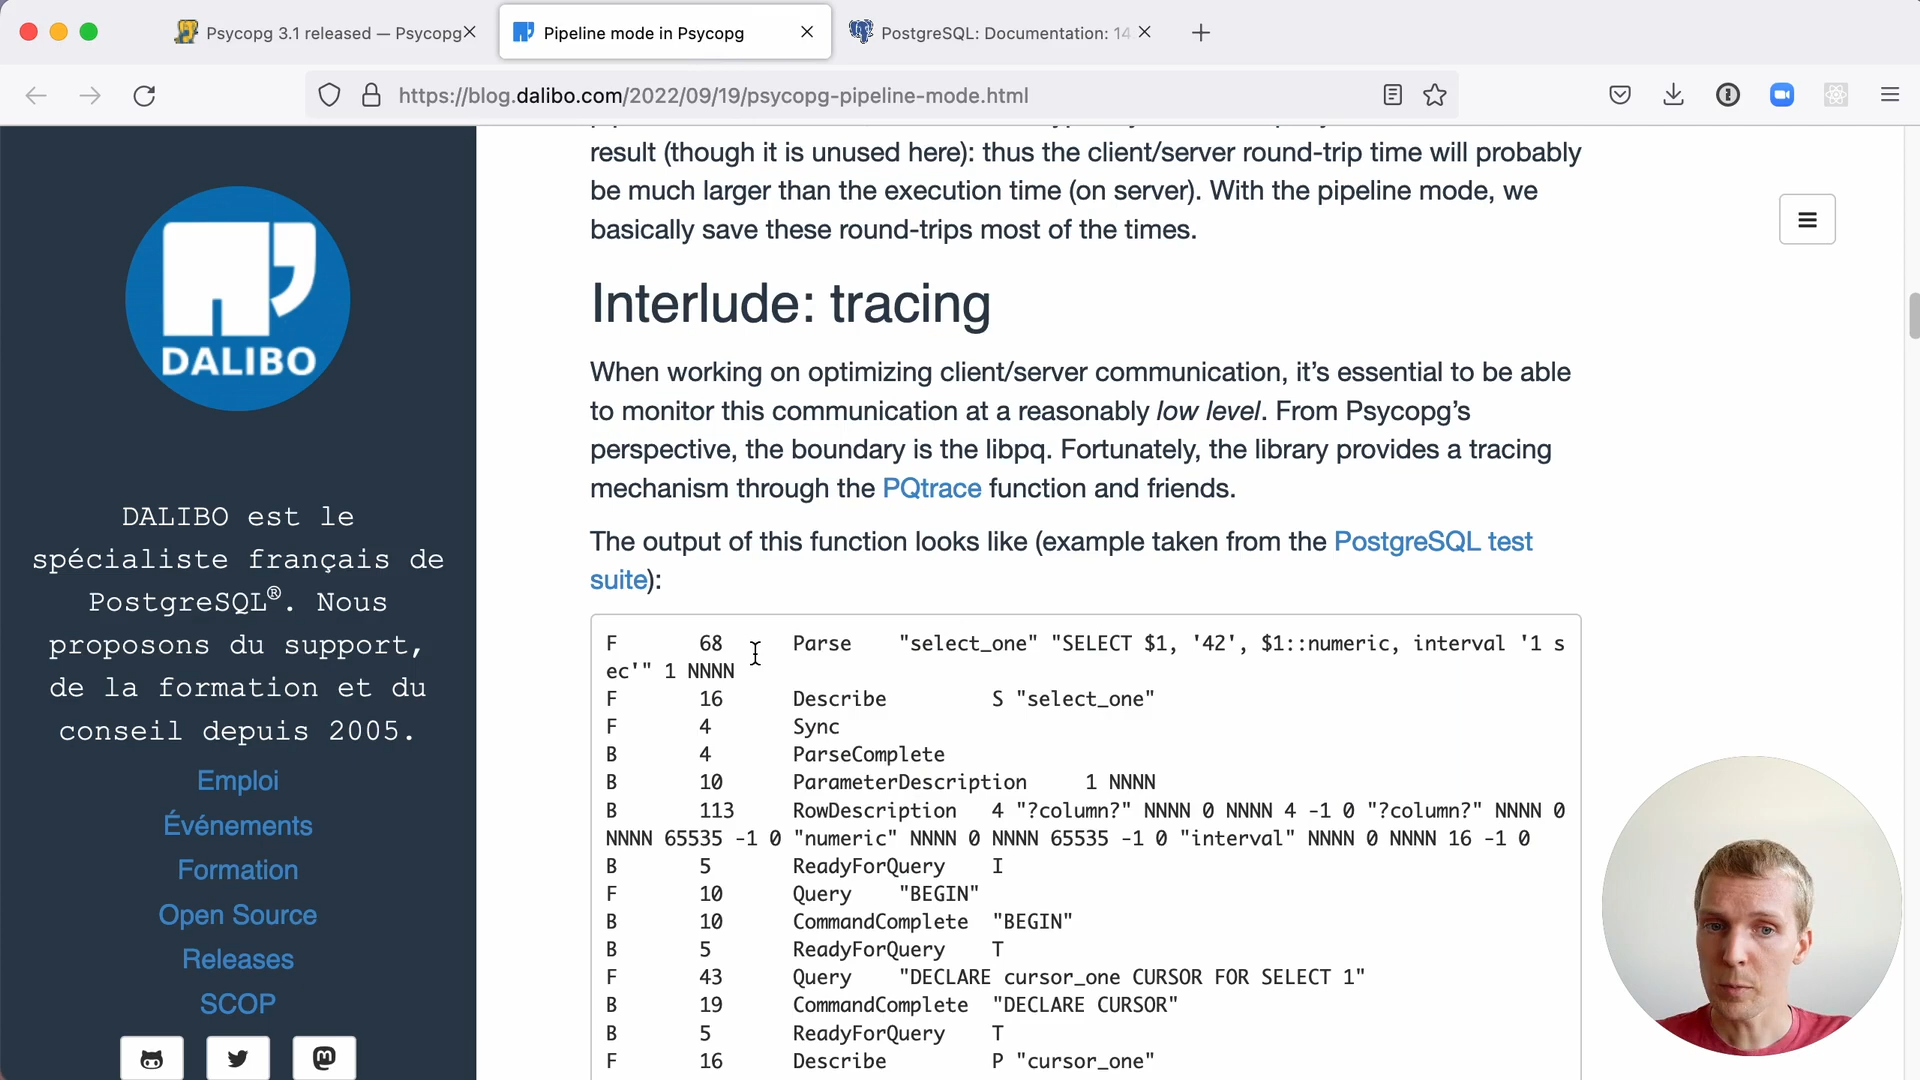 Psycopg 3.1 released — Psycopg
Pipeline mode in Psycopg
PostgreSQL: Documentation: 14
https://blog.dalibo.com/2022/09/19/psycopg-pipeline-mode.html
DALIBO
DALIBO est le
spécialiste français de
PostgreSQL®. Nous
proposons du support,
de la formation et du
conseil depuis 2005.
Emploi
Événements
Formation
Open Source
Releases
SCOP
result (though it is unused here): thus the client/server round-trip time will probably
be much larger than the execution time (on server). With the pipeline mode, we
basically save these round-trips most of the times.
Interlude: tracing
When working on optimizing client/server communication, it’s essential to be able
to monitor this communication at a reasonably low level. From Psycopg’s
perspective, the boundary is the libpq. Fortunately, the library provides a tracing
mechanism through the PQtrace function and friends.
The output of this function looks like (example taken from the PostgreSQL test
suite):
F 68 Parse "select_one" "SELECT $1, '42', $1::numeric, interval '1 s
ec'" 1 NNNN
F 16 Describe S "select_one"
F 4 Sync
B 4 ParseComplete
B 10 ParameterDescription 1 NNNN
B 113 RowDescription 4 "?column?" NNNN 0 NNNN 4 -1 0 "?column?" NNNN 0
NNNN 65535 -1 0 "numeric" NNNN 0 NNNN 65535 -1 0 "interval" NNNN 0 NNNN 16 -1 0
B 5 ReadyForQuery I
F 10 Query "BEGIN"
B 10 CommandComplete "BEGIN"
B 5 ReadyForQuery T
F 43 Query "DECLARE cursor_one CURSOR FOR SELECT 1"
B 19 CommandComplete "DECLARE CURSOR"
B 5 ReadyForQuery T
F 16 Describe P "cursor_one"